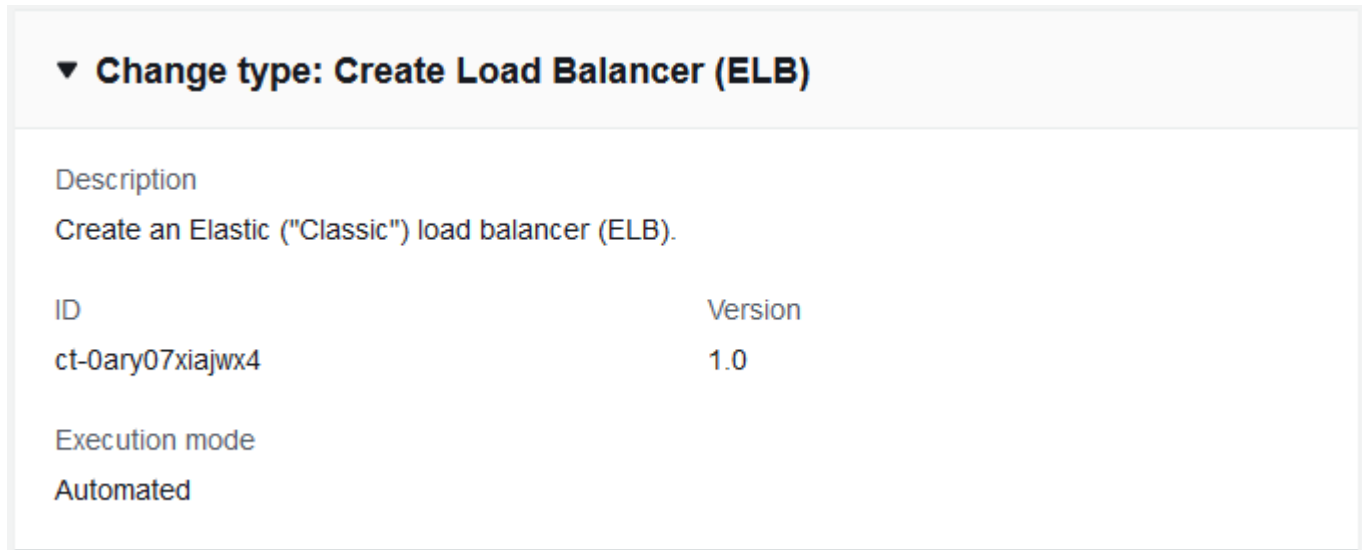 ▼ Change type: Create Load Balancer (ELB)
Description
Create an Elastic ("Classic") load balancer (ELB).
ID
Version
ct-0ary07xiajwx4
1.0
Execution mode
Automated